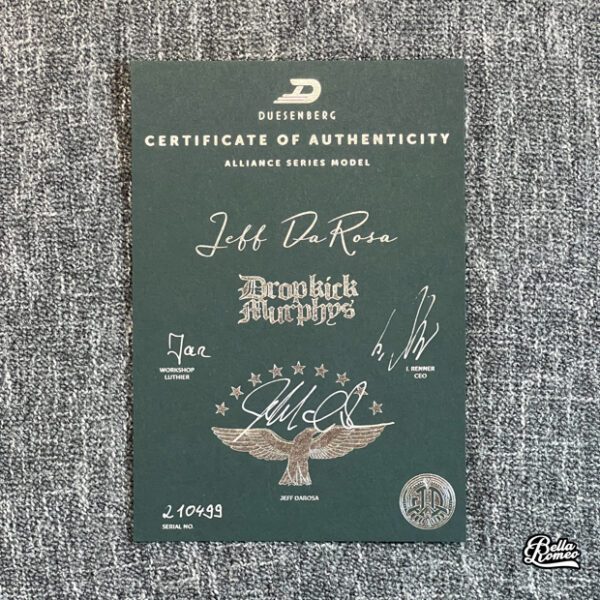 D
DUESENBERG
CERTIFICATE OF AUTHENTICITY
ALLIANCE SERIES MODEL
Jeff DaRosa
Dropkick
Murphys
Jan
WORKSHOP
LUTHIER
I. RENNER
CEO
JEFF DAROSA
210499
SERIAL NO.
Bella
Romeo